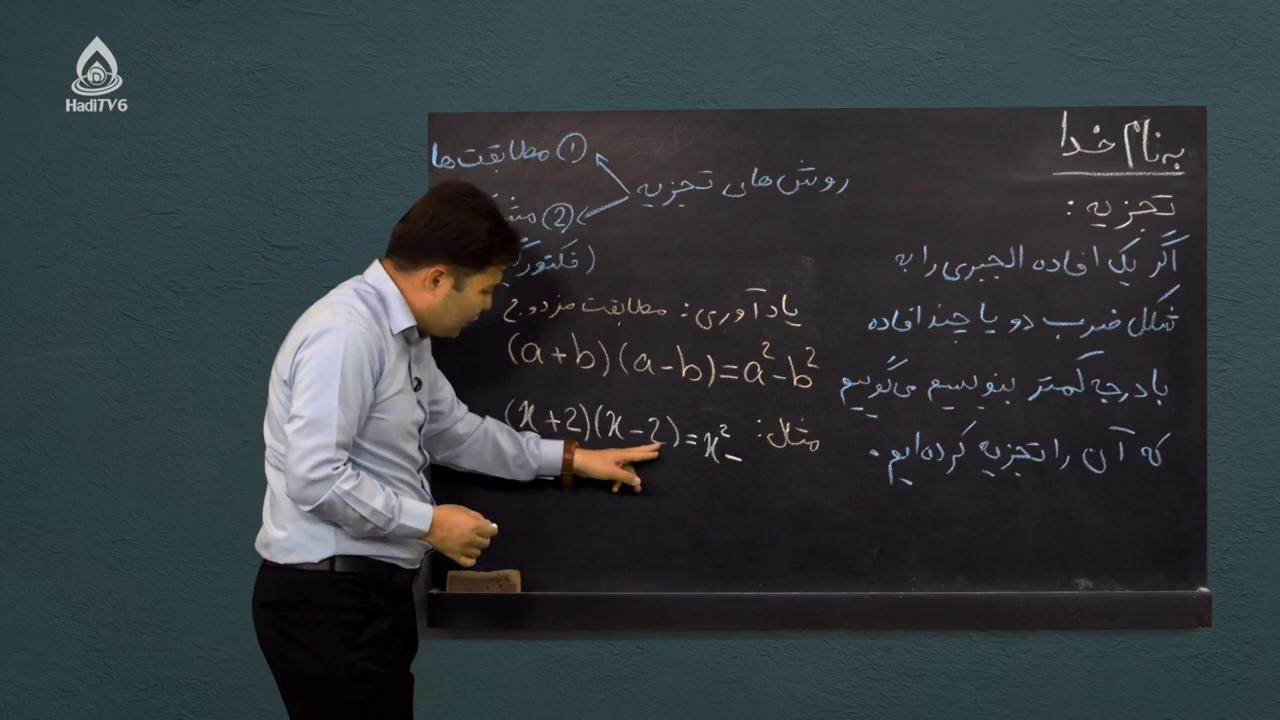 HadiTV6
به نام خدا
تجزیه :
اگر یک افاده الجبری را به
شکل ضرب دو یا چند افاده
با درجه کمتر بنویسیم می‌گوییم
که آن را تجزیه کرده‌ایم .
روش های تجزیه
① مطابقت ها
②
یادآوری : مطابقت مزدوج
(a+b)(a-b)=a²-b²
مثال :
(x+2)(x-2)=x²-